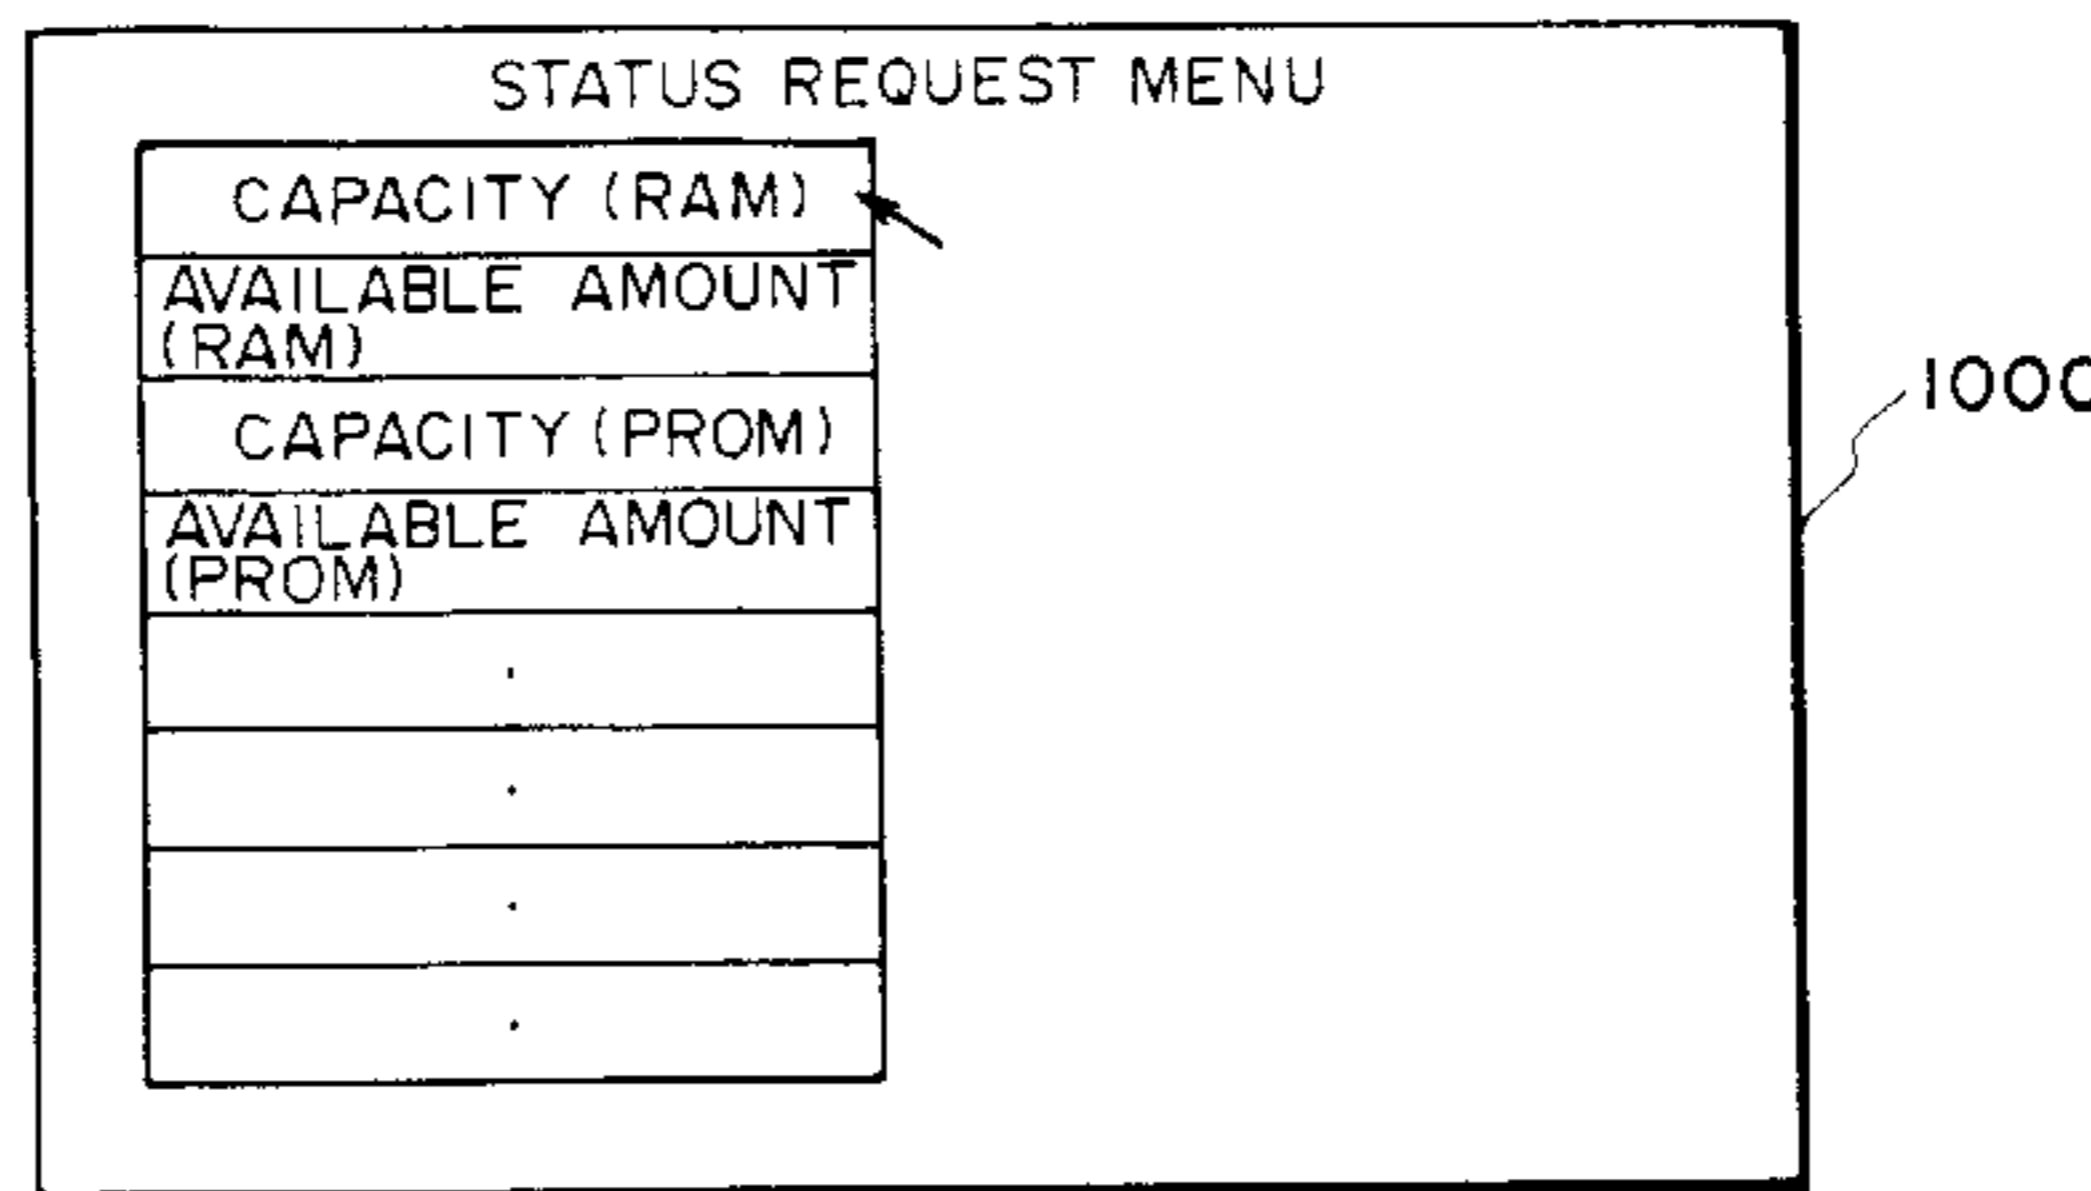 STATUS REQUEST MENU
CAPACITY (RAM)
AVAILABLE AMOUNT
(RAM)
CAPACITY (PROM)
AVAILABLE AMOUNT
(PROM)
.
.
.
.
1000